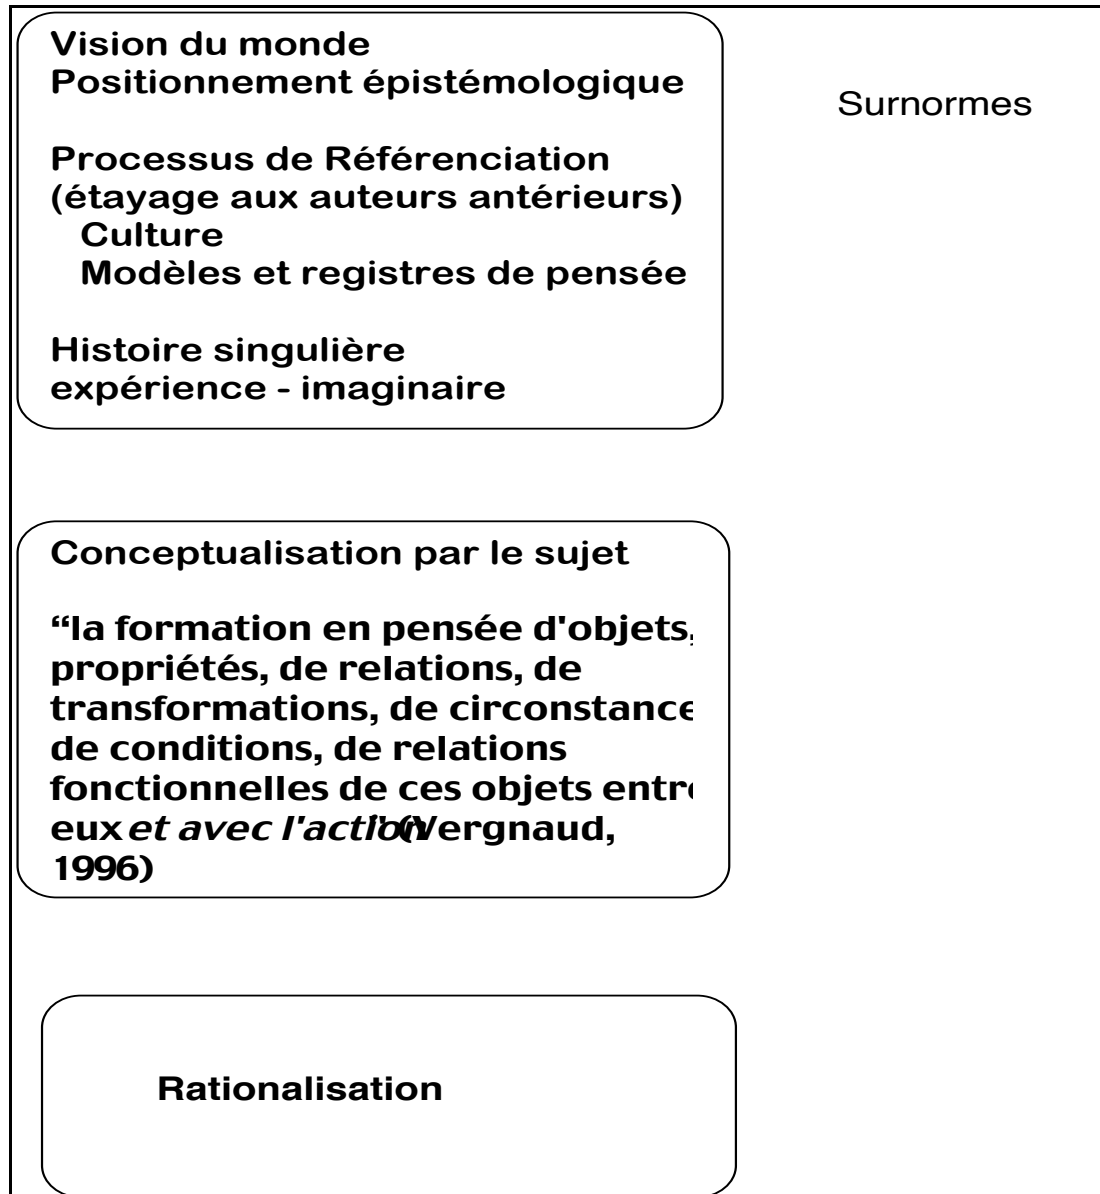 Vision du monde
Positionnement épistémologique
Surnormes
Processus de Référenciation
(étayage aux auteurs antérieurs)
Culture
Modèles et registres de pensée
Histoire singulière
expérience - imaginaire
Conceptualisation par le sujet
“la formation en pensée d'objets,
propriétés, de relations, de
transformations, de circonstance
de conditions, de relations
fonctionnelles de ces objets entre
eux et avec l'action" (Vergnaud,
1996)
Rationalisation